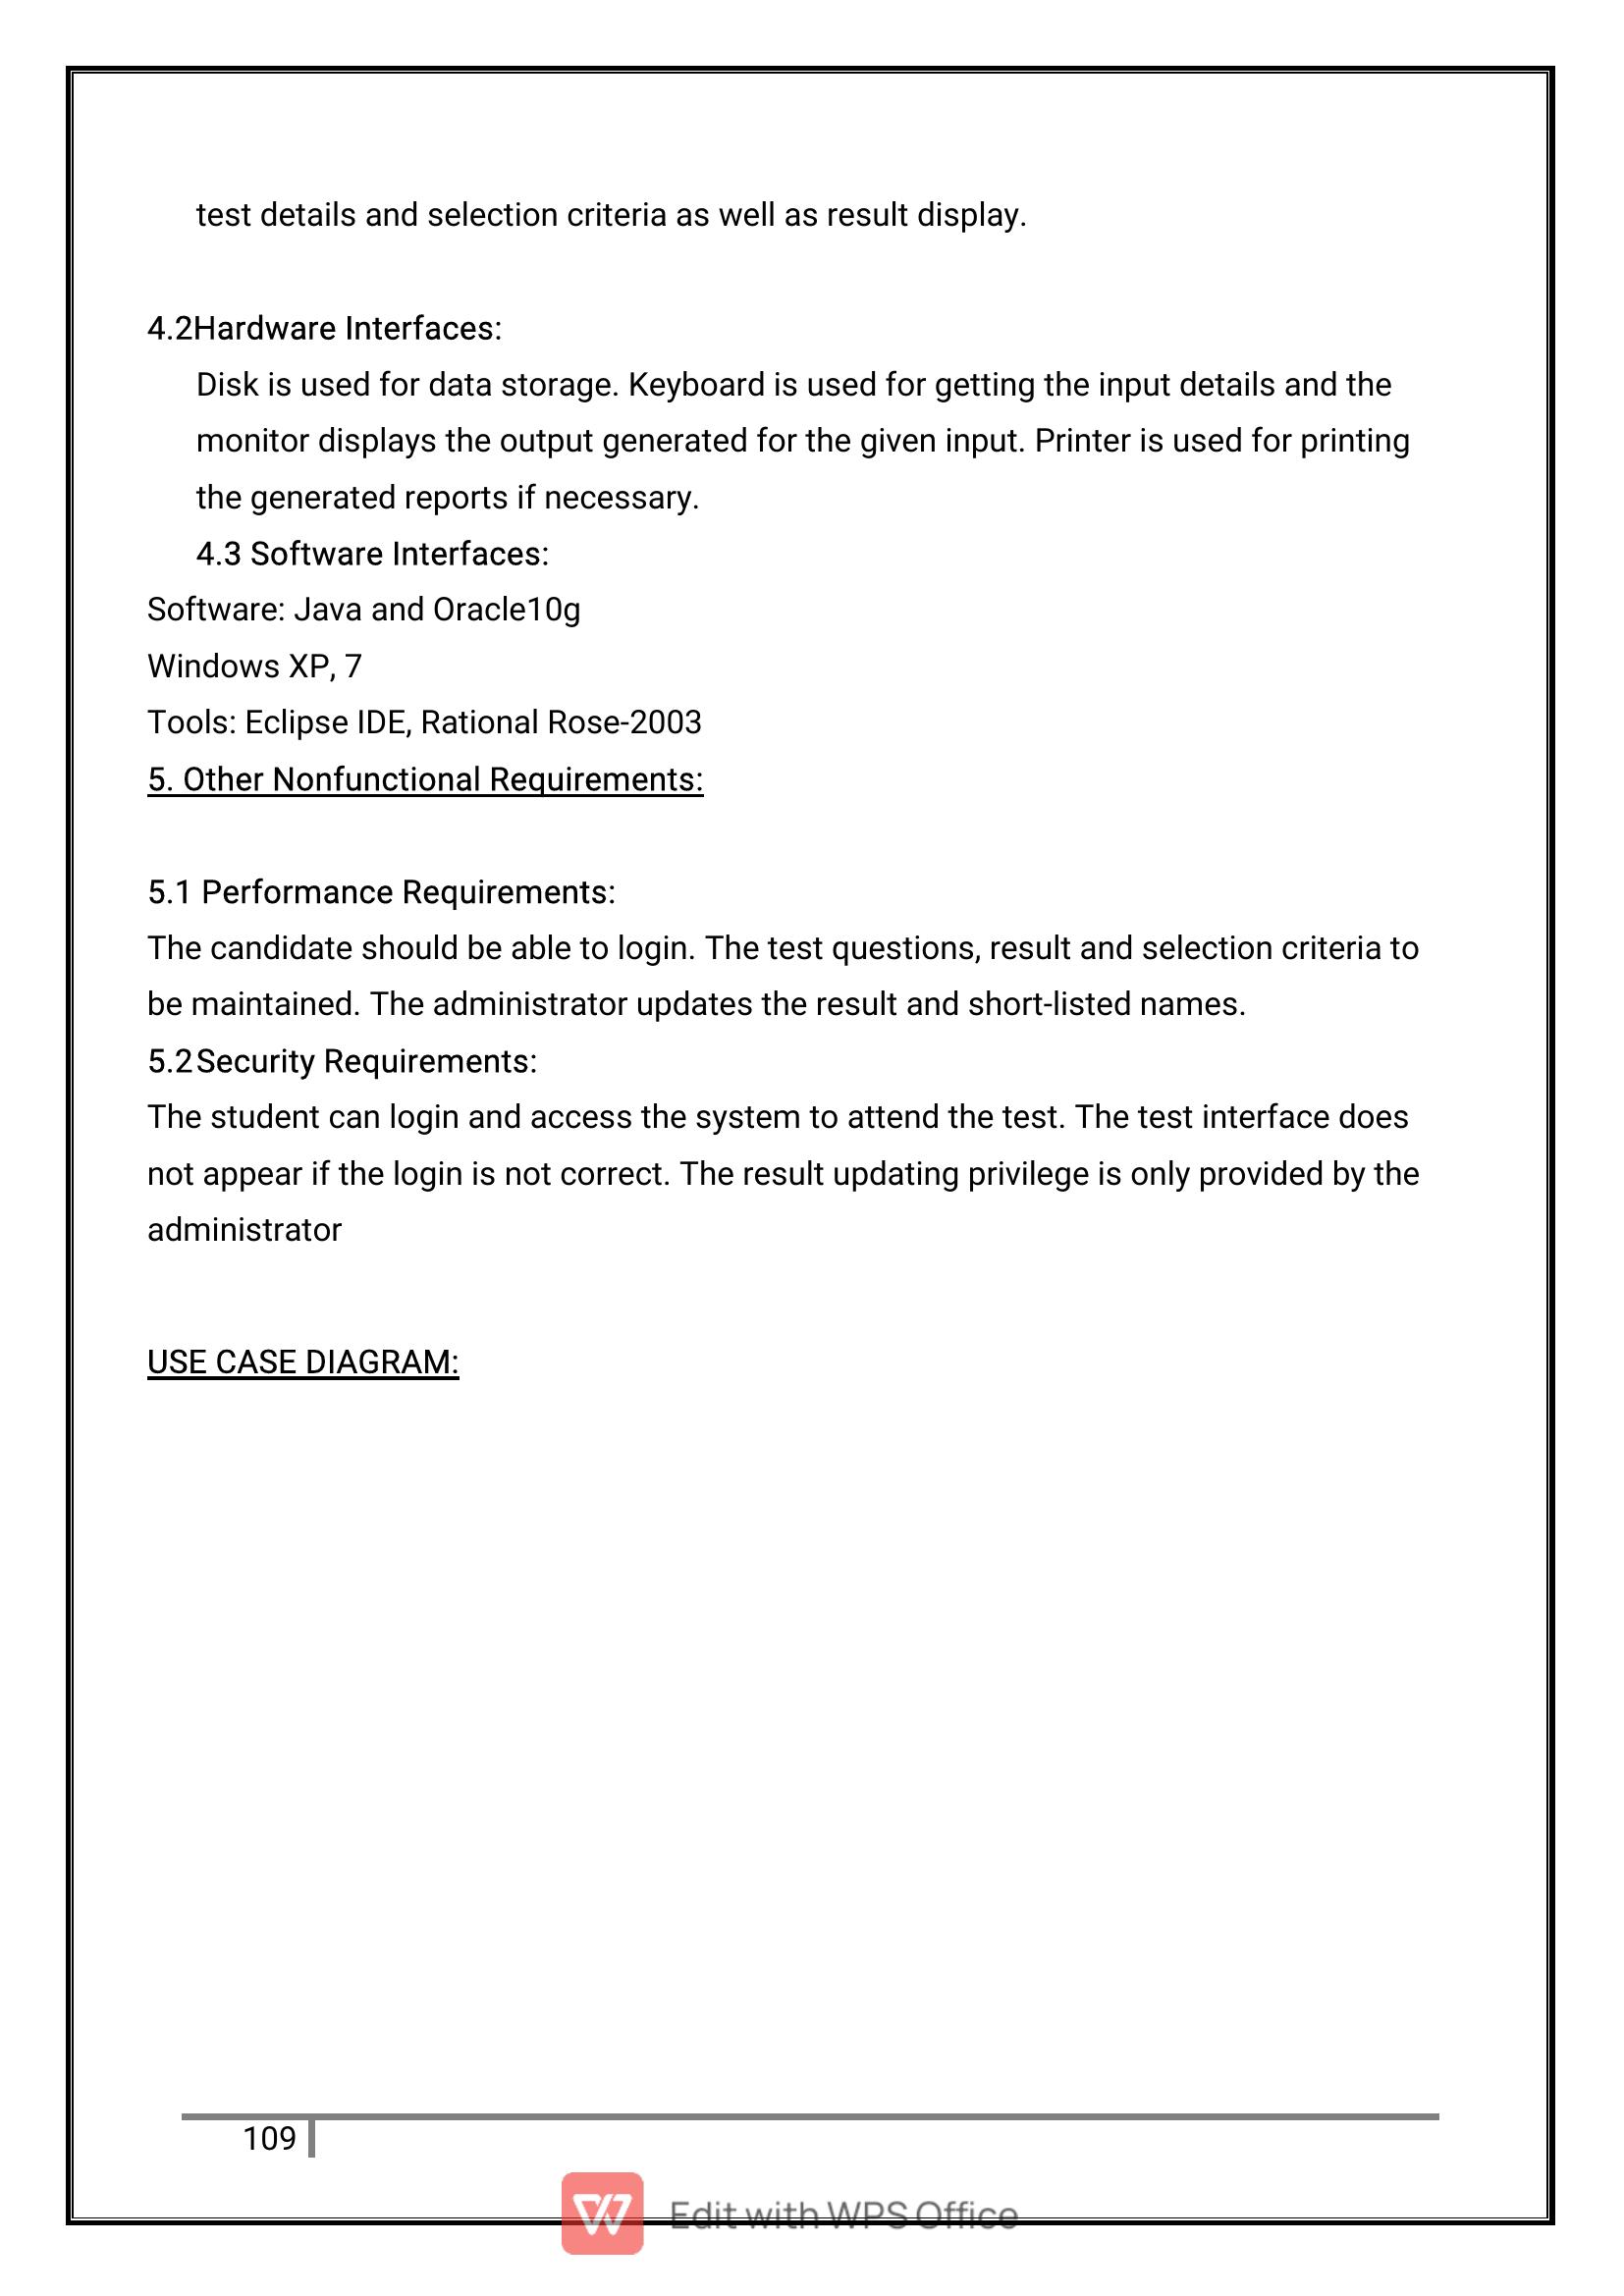 test details and selection criteria as well as result display.
4.2Hardware Interfaces:
Disk is used for data storage. Keyboard is used for getting the input details and the
monitor displays the output generated for the given input. Printer is used for printing
the generated reports if necessary.
4.3 Software Interfaces:
Software: Java and Oracle10g
Windows XP, 7
Tools: Eclipse IDE, Rational Rose-2003
5. Other Nonfunctional Requirements:
5.1 Performance Requirements:
The candidate should be able to login. The test questions, result and selection criteria to
be maintained. The administrator updates the result and short-listed names.
5.2Security Requirements:
The student can login and access the system to attend the test. The test interface does
not appear if the login is not correct. The result updating privilege is only provided by the
administrator
USE CASE DIAGRAM:
109
Edit with WPS Office